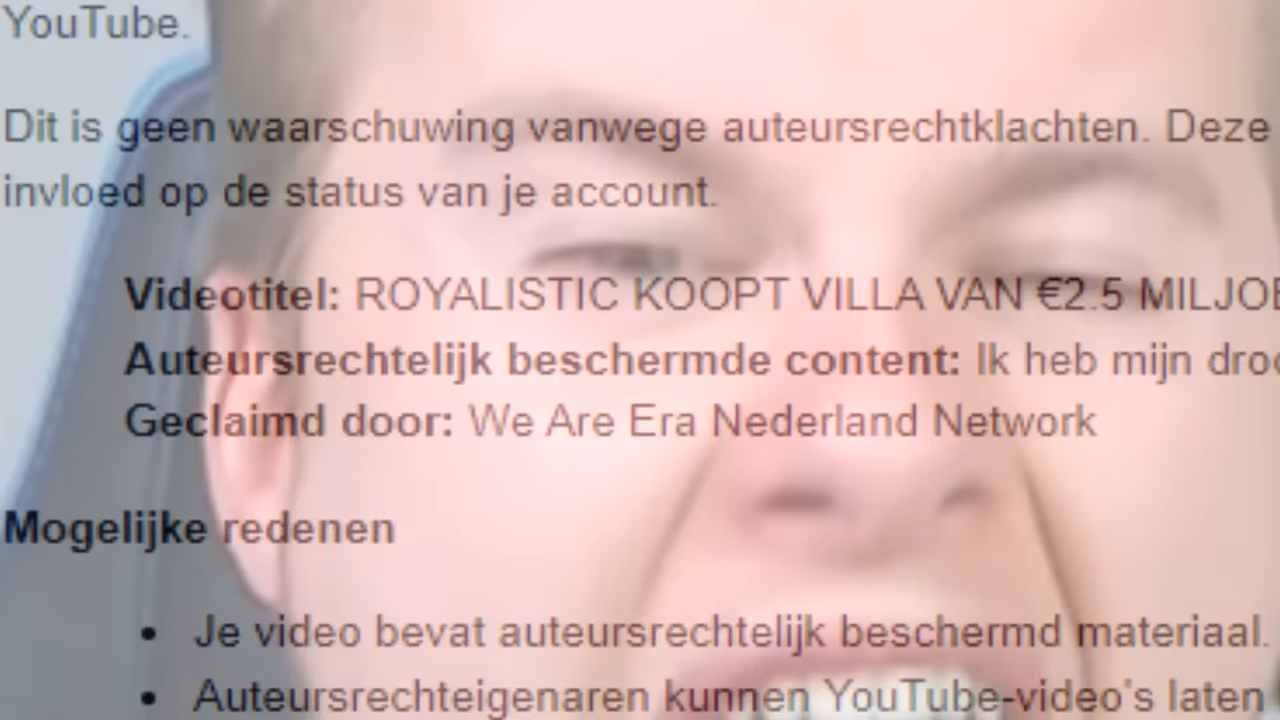 YouTube.
Dit is geen waarschuwing vanwege auteursrechtklachten. Deze
invloed op de status van je account.
Videotitel: ROYALISTIC KOOPT VILLA VAN €2.5 MILJOE
Auteursrechtelijk beschermde content: Ik heb mijn droo
Geclaimd door: We Are Era Nederland Network
Mogelijke redenen
• Je video bevat auteursrechtelijk beschermd materiaal.
• Auteursrechteigenaren kunnen YouTube-video's laten